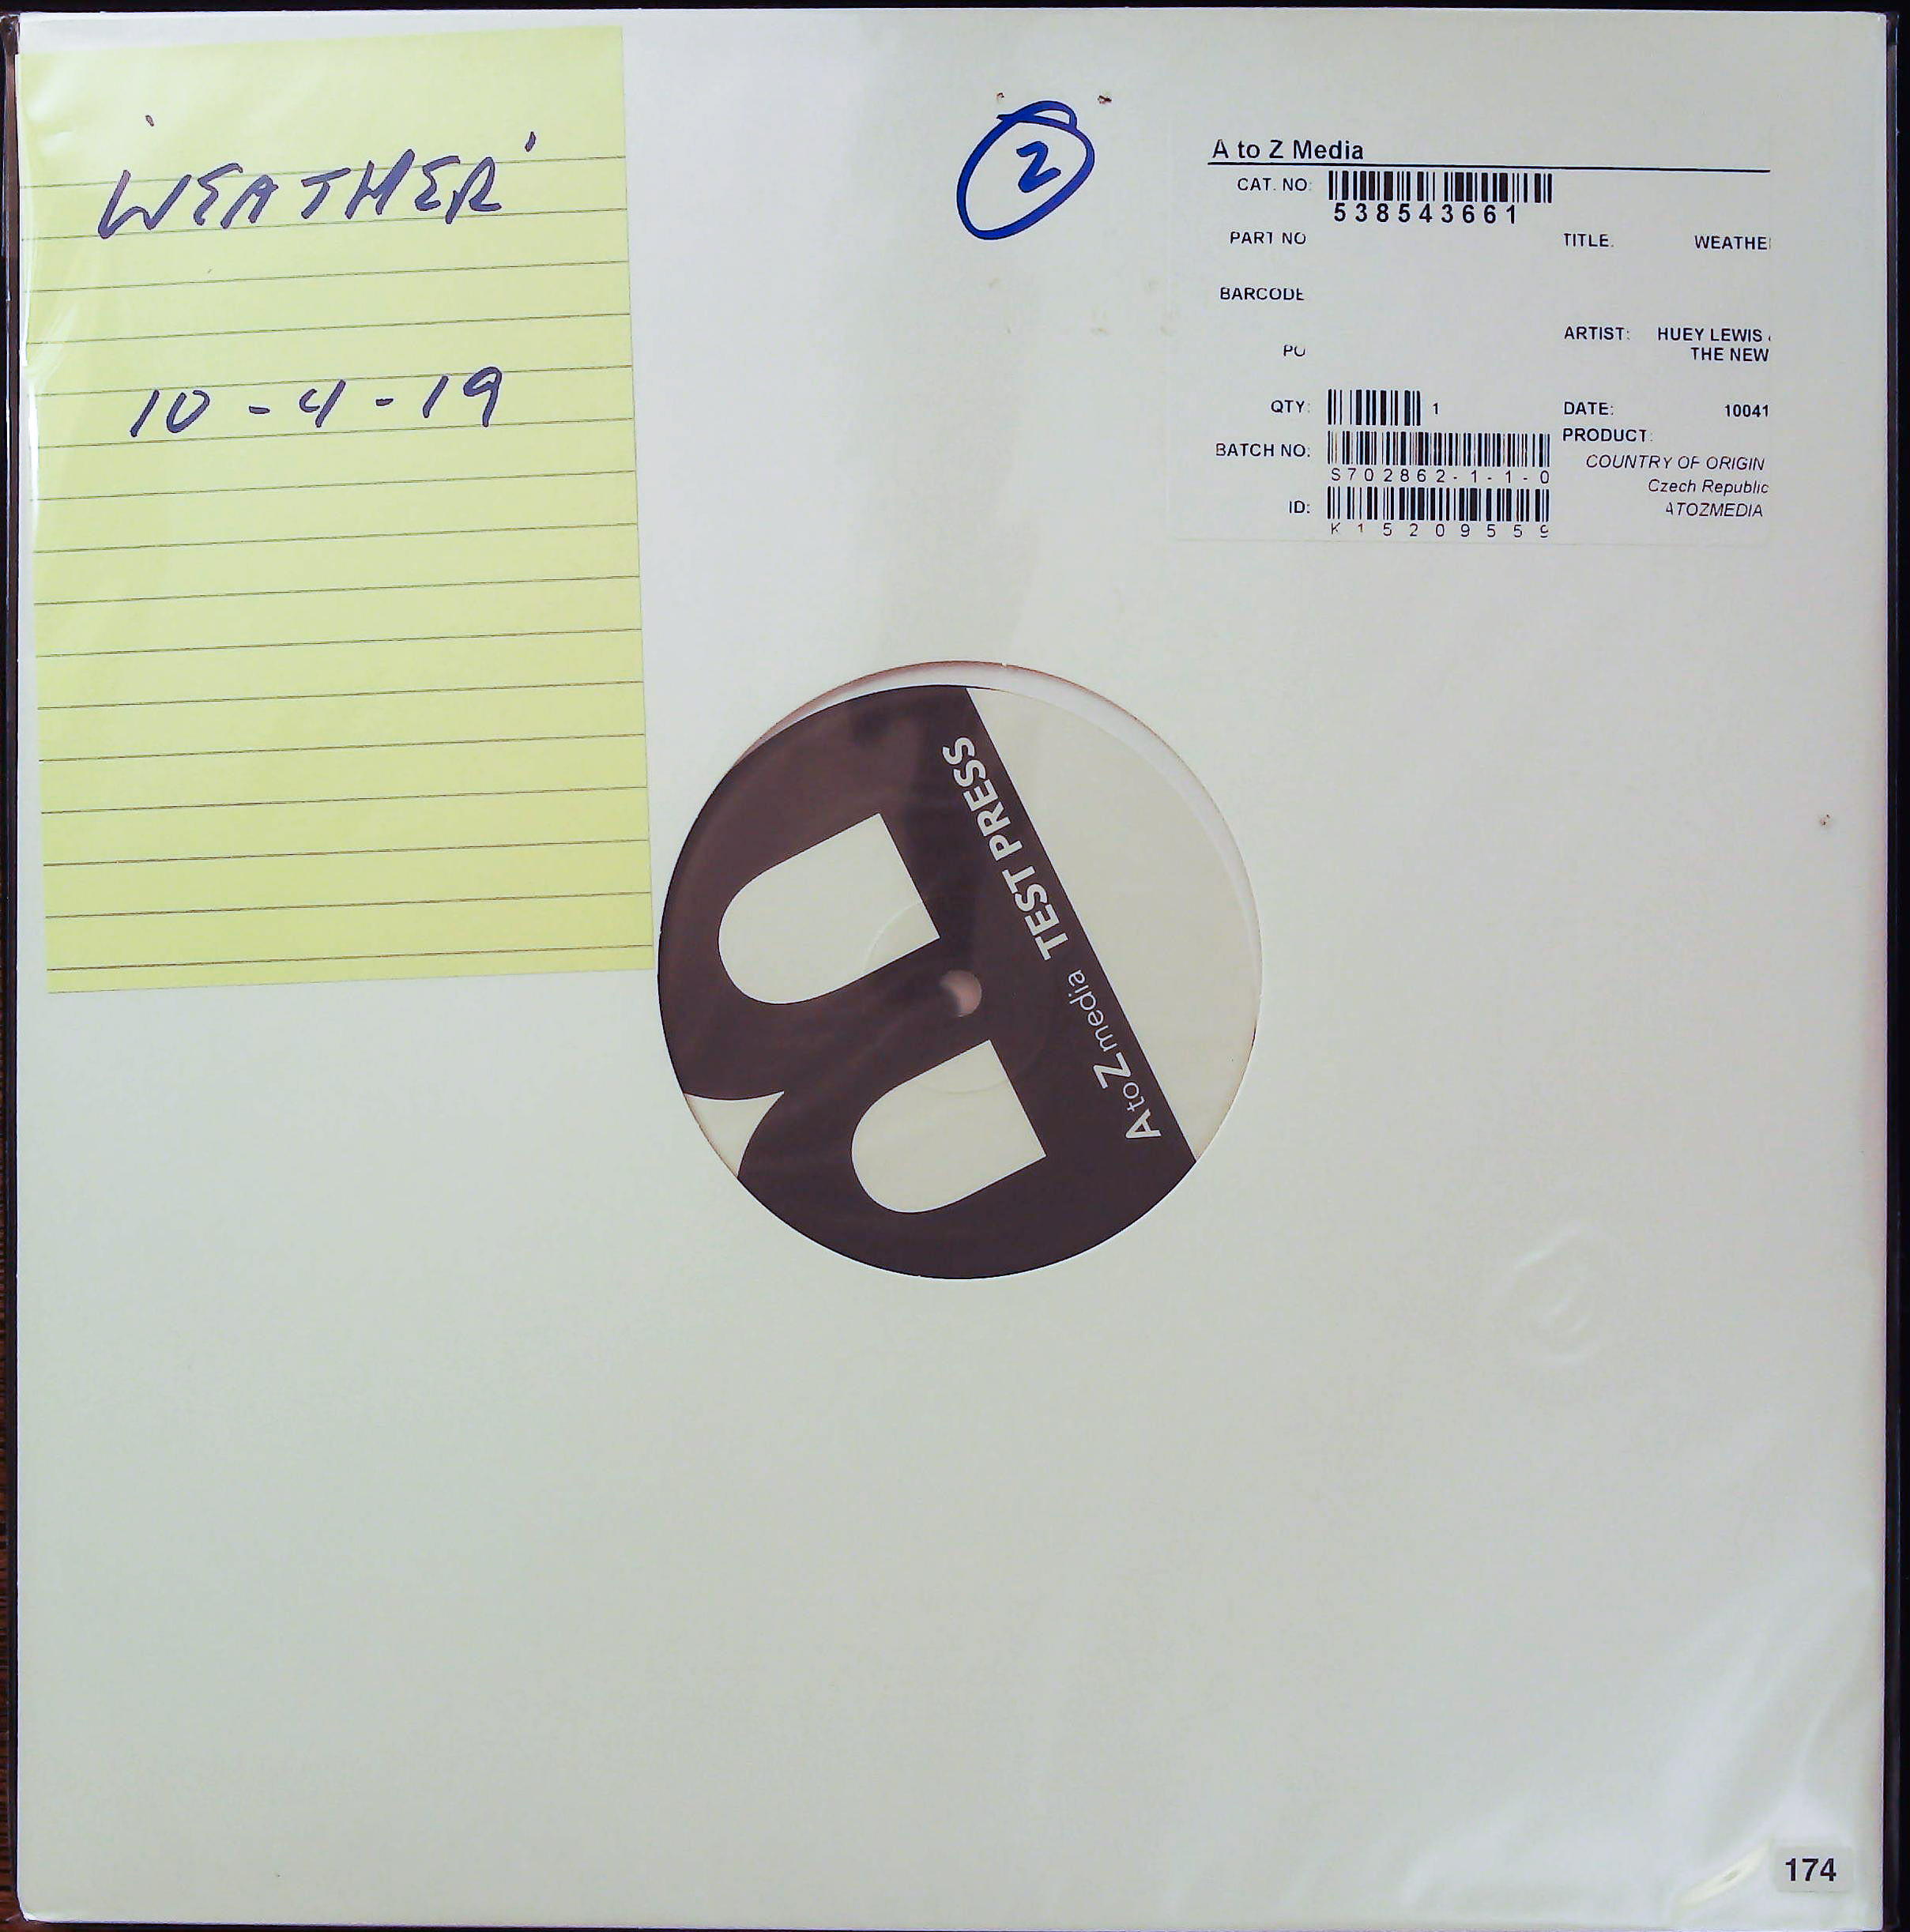 'WEATHER'
10-4-19
2
A to Z Media
CAT. NO:
538543661
PART NO
TITLE.
WEATHE
BARCODE
ARTIST: HUEY LEWIS
THE NEW
PO
QTY: 1
DATE: 10041
PRODUCT:
BATCH NO:
S702862-1-1-0
COUNTRY OF ORIGIN
Czech Republic
ID:
K15209559
ATOZMEDIA
B
A to Z media TEST PRESS
174